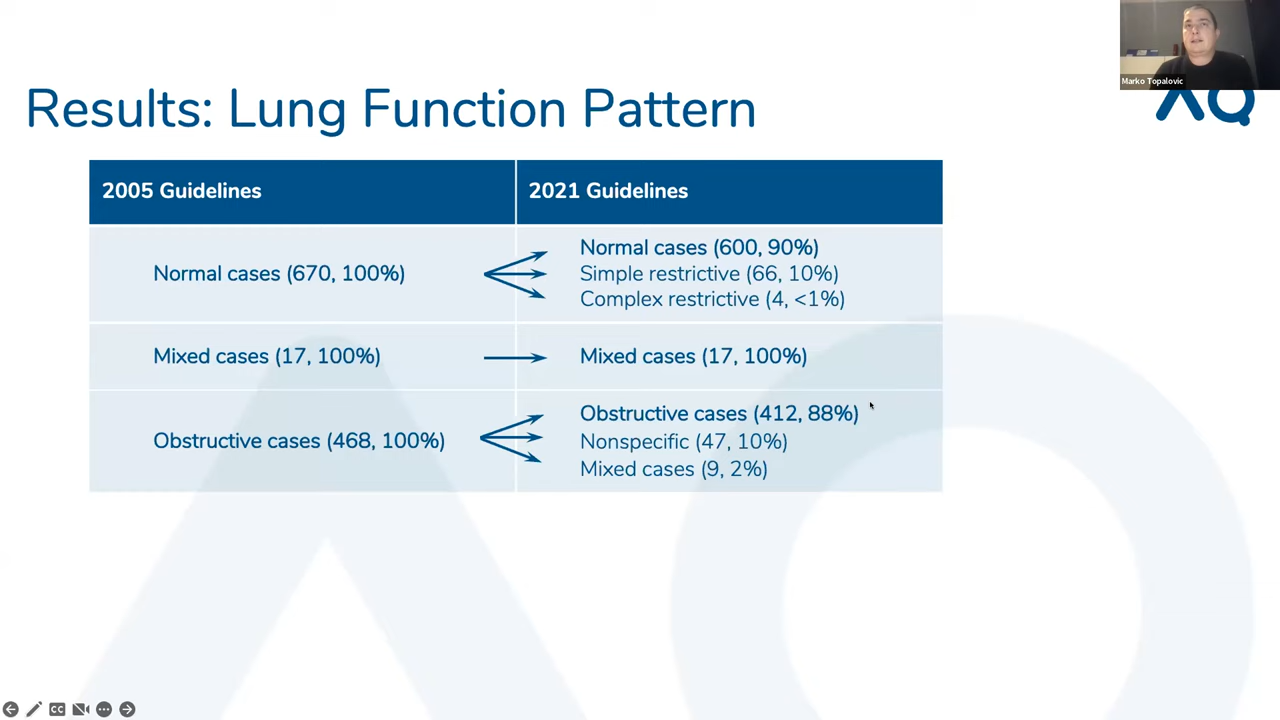 Marko Topalovic
Results: Lung Function Pattern
2005 Guidelines
2021 Guidelines
Normal cases (670, 100%)
Normal cases (600, 90%)
Simple restrictive (66, 10%)
Complex restrictive (4, <1%)
Mixed cases (17, 100%)
Mixed cases (17, 100%)
Obstructive cases (468, 100%)
Obstructive cases (412, 88%)
Nonspecific (47, 10%)
Mixed cases (9, 2%)
CC